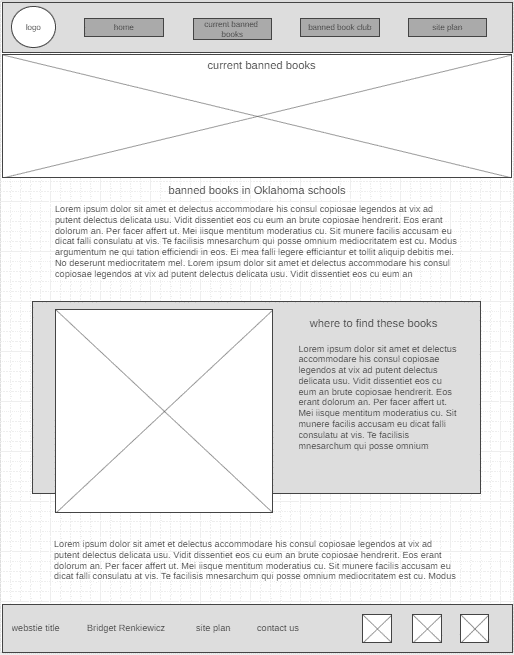 logo
home
current banned
books
banned book club
site plan
current banned books
banned books in Oklahoma schools
Lorem ipsum dolor sit amet et delectus accommodare his consul copiosae legendos at vix ad
putent delectus delicata usu. Vidit dissentiet eos cu eum an brute copiosae hendrerit. Eos erant
dolorum an. Per facer affert ut. Mei iisque mentitum moderatius cu. Sit munere facilis accusam eu
dicat falli consulatu at vis. Te facilisis mnesarchum qui posse omnium mediocritatem est cu. Modus
argumentum ne qui tation efficiendi in eos. Ei mea falli legere efficiantur et tollit aliquip debitis mei.
No deserunt mediocritatem mel. Lorem ipsum dolor sit amet et delectus accommodare his consul
copiosae legendos at vix ad putent delectus delicata usu. Vidit dissentiet eos cu eum an
where to find these books
Lorem ipsum dolor sit amet et delectus
accommodare his consul copiosae
legendos at vix ad putent delectus
delicata usu. Vidit dissentiet eos cu
eum an brute copiosae hendrerit. Eos
erant dolorum an. Per facer affert ut.
Mei iisque mentitum moderatius cu. Sit
munere facilis accusam eu dicat falli
consulatu at vis. Te facilisis
mnesarchum qui posse omnium
Lorem ipsum dolor sit amet et delectus accommodare his consul copiosae legendos at vix ad
putent delectus delicata usu. Vidit dissentiet eos cu eum an brute copiosae hendrerit. Eos erant
dolorum an. Per facer affert ut. Mei iisque mentitum moderatius cu. Sit munere facilis accusam eu
dicat falli consulatu at vis. Te facilisis mnesarchum qui posse omnium mediocritatem est cu. Modus
webstie title
Bridget Renkiewicz
site plan
contact us